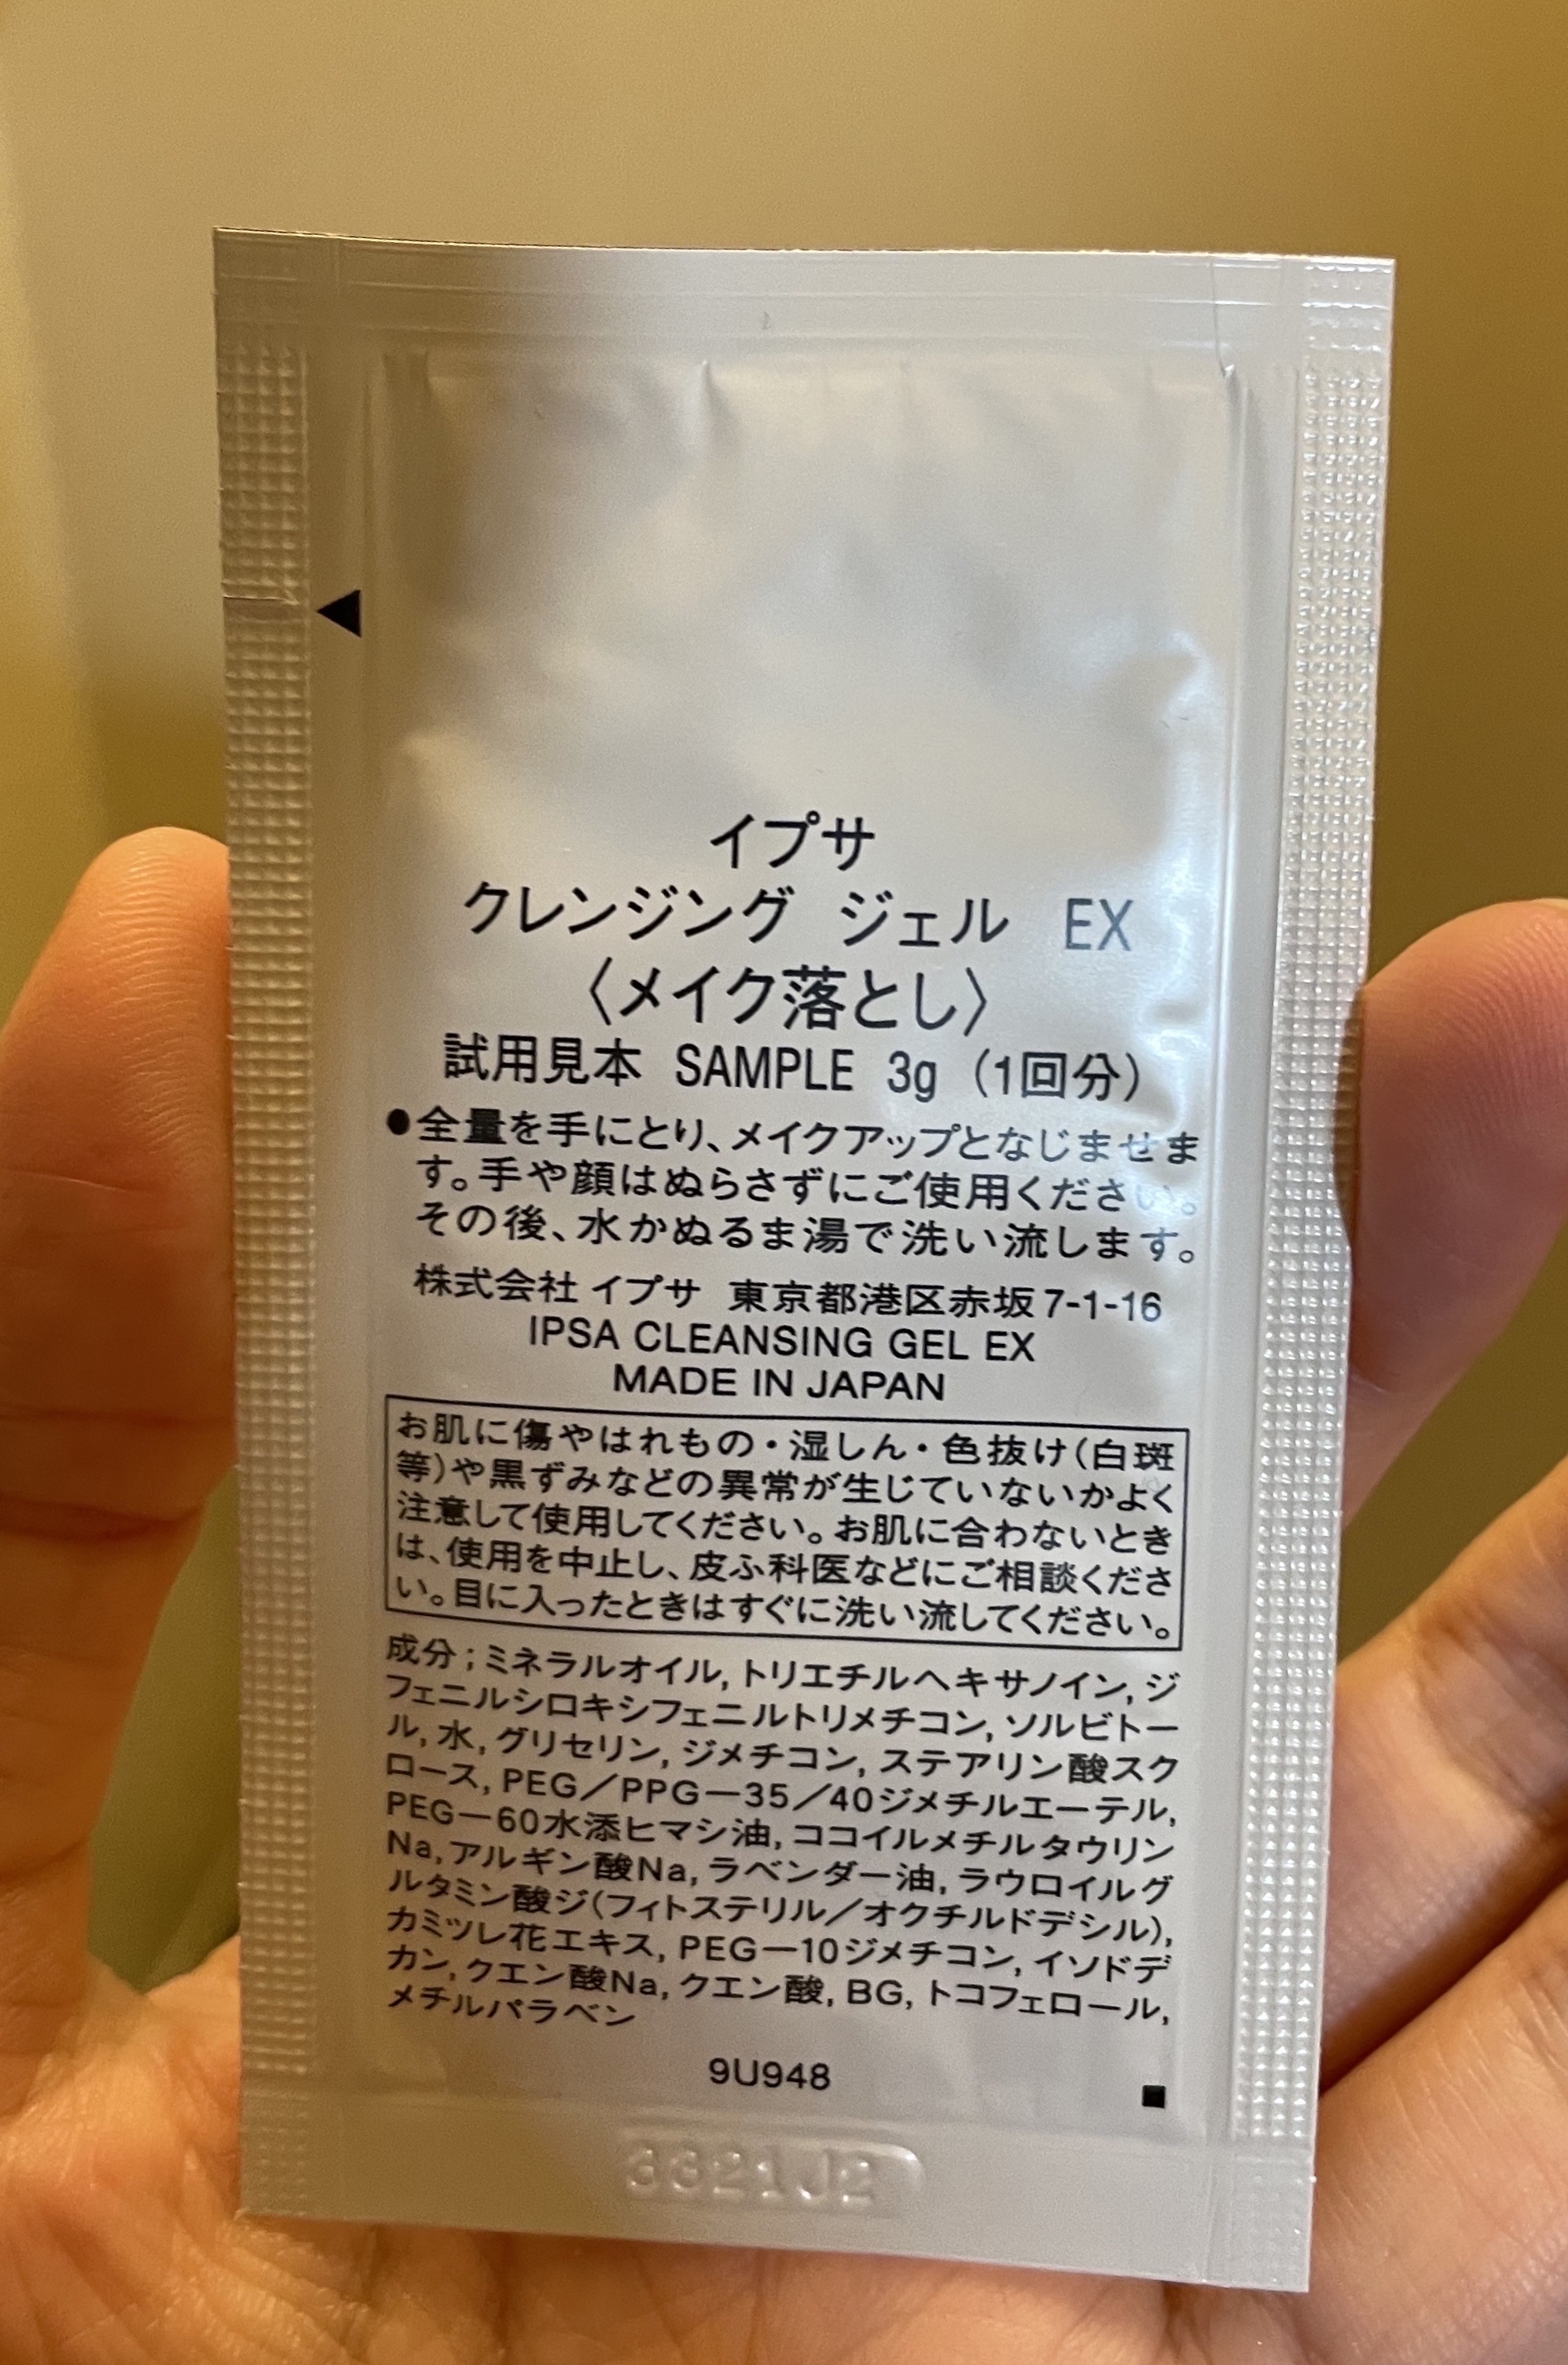 イプサ
クレンジング ジェル EX
〈メイク落とし〉
試用見本 SAMPLE 3g （1回分）
●全量を手にとり、メイクアップとなじませま
す。手や顔はぬらさずにご使用ください。
その後、水かぬるま湯で洗い流します。
株式会社 イプサ 東京都港区赤坂7-1-16
IPSA CLEANSING GEL EX
MADE IN JAPAN
お肌に傷やはれもの・湿しん・色抜け（白斑
等）や黒ずみなどの異常が生じていないかよく
注意して使用してください。お肌に合わないとき
は、使用を中止し、皮ふ科医などにご相談くださ
い。目に入ったときはすぐに洗い流してください。
成分；ミネラルオイル, トリエチルヘキサノイン, ジ
フェニルシロキシフェニルトリメチコン, ソルビトー
ル, 水, グリセリン, ジメチコン, ステアリン酸スク
ロース, PEG／PPG－35／40ジメチルエーテル,
PEG－60水添ヒマシ油, ココイルメチルタウリン
Na, アルギン酸Na, ラベンダー油, ラウロイルグ
ルタミン酸ジ（フィトステリル／オクチルドデシル）,
カミツレ花エキス, PEG－10ジメチコン, イソドデ
カン, クエン酸Na, クエン酸, BG, トコフェロール,
メチルパラベン
9U948
3321J2